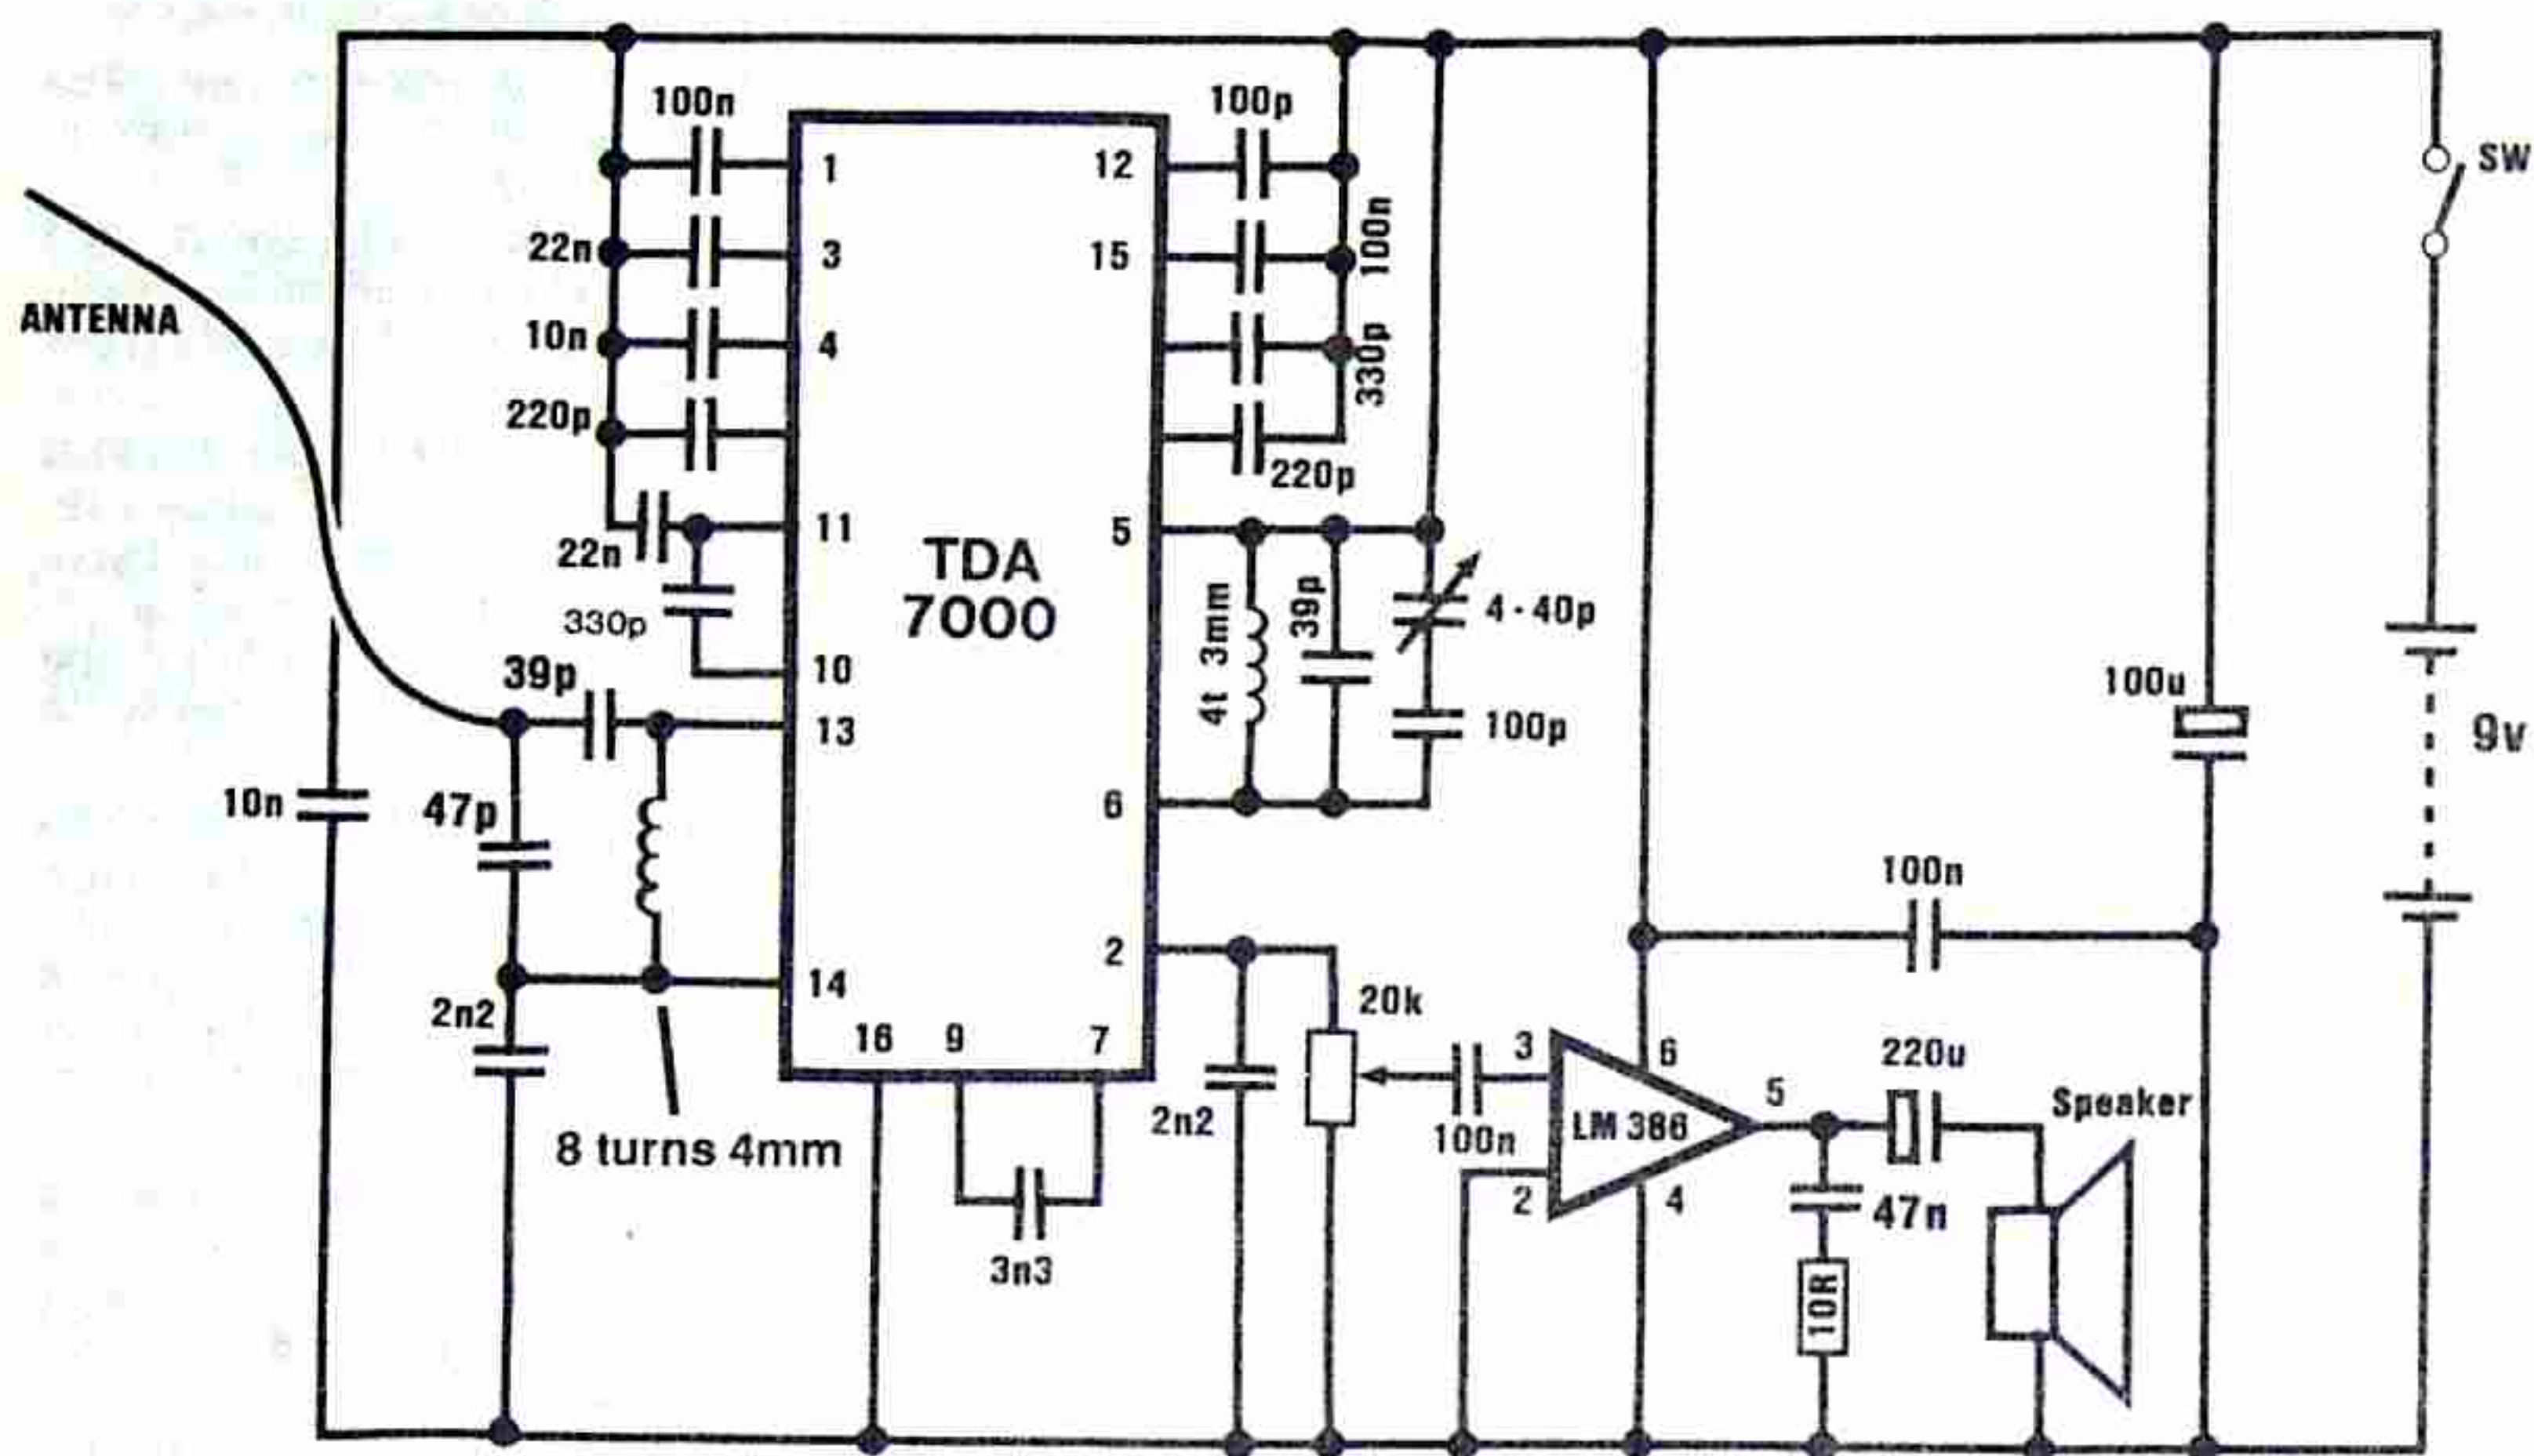 100n
100p
SW
1
12
22n
3
15
100n
ANTENNA
10n
4
330p
220p
220p
22n
11
TDA
7000
5
4t 3mm
39p
4-40p
330p
10
39p
13
100p
100u
9v
10n
47p
6
100n
2
14
2n2
20k
16
9
7
3
6
220u
5
Speaker
2n2
100n
LM 386
8 turns 4mm
2
4
47n
3n3
10R